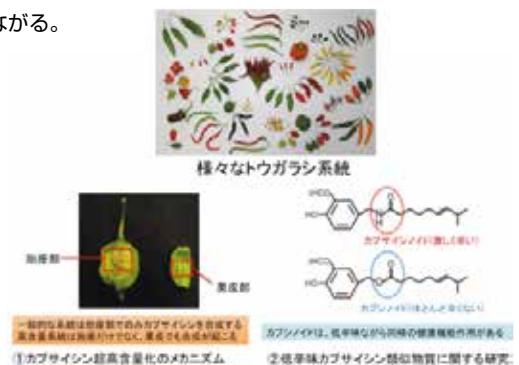 ながる。
様々なトウガラシ系統
胎座部
果皮部
H₃CO
HO
O
N
H
カプサイシノイド(激しく辛い)
H₃CO
HO
O
O
カプシノイド(ほとんど辛くない)
一般的な系統は胎座部でのみカプサイシンを合成する
高含量系統は胎座だけでなく、果皮でも合成が起こる
カプシノイドは、低辛味ながら同様の健康機能作用がある
①カプサイシン超高含量化のメカニズム
②低辛味カプサイシン類似物質に関する研究